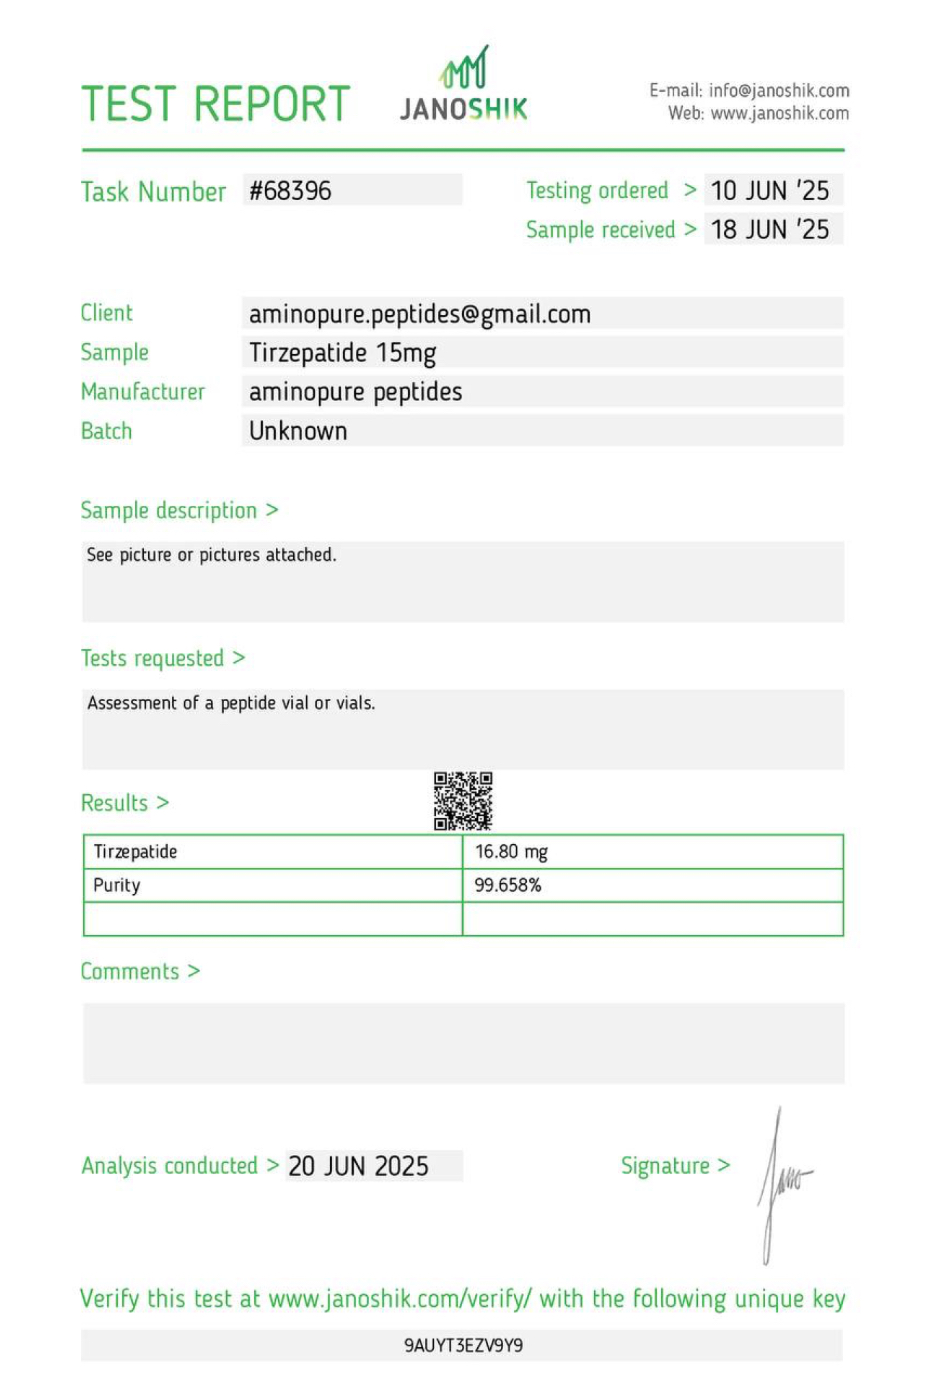 TEST REPORT
JANOSHIK
E-mail: info@janoshik.com
Web: www.janoshik.com
Task Number #68396
Testing ordered > 10 JUN '25
Sample received > 18 JUN '25
Client aminopure.peptides@gmail.com
Sample Tirzepatide 15mg
Manufacturer aminopure peptides
Batch Unknown
Sample description >
See picture or pictures attached.
Tests requested >
Assessment of a peptide vial or vials.
Results >
Tirzepatide 16.80 mg
Purity 99.658%
Comments >
Analysis conducted > 20 JUN 2025
Signature > Jano
Verify this test at www.janoshik.com/verify/ with the following unique key
9AUYT3EZV9Y9